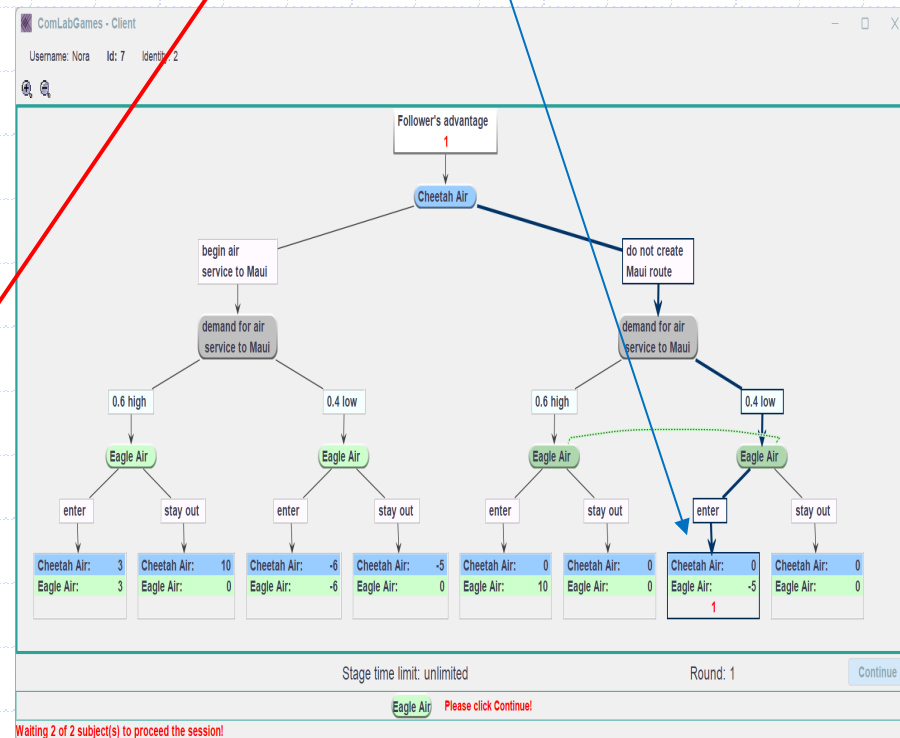 ComLabGames - Client
Username: Nora Id: 7 Identity: 2
Follower's advantage
1
Cheetah Air
begin air
service to Maui
do not create
Maui route
demand for air
service to Maui
demand for air
service to Maui
0.6 high
0.4 low
0.6 high
0.4 low
Eagle Air
Eagle Air
Eagle Air
Eagle Air
enter
stay out
enter
stay out
enter
stay out
enter
stay out
Cheetah Air: 3
Eagle Air: 3
Cheetah Air: 10
Eagle Air: 0
Cheetah Air: -6
Eagle Air: -6
Cheetah Air: -5
Eagle Air: 0
Cheetah Air: 0
Eagle Air: 10
Cheetah Air: 0
Eagle Air: 0
Cheetah Air: 0
Eagle Air: -5
1
Cheetah Air: 0
Eagle Air: 0
Stage time limit: unlimited
Round: 1
Continue
Eagle Air Please click Continue!
Waiting 2 of 2 subject(s) to proceed the session!